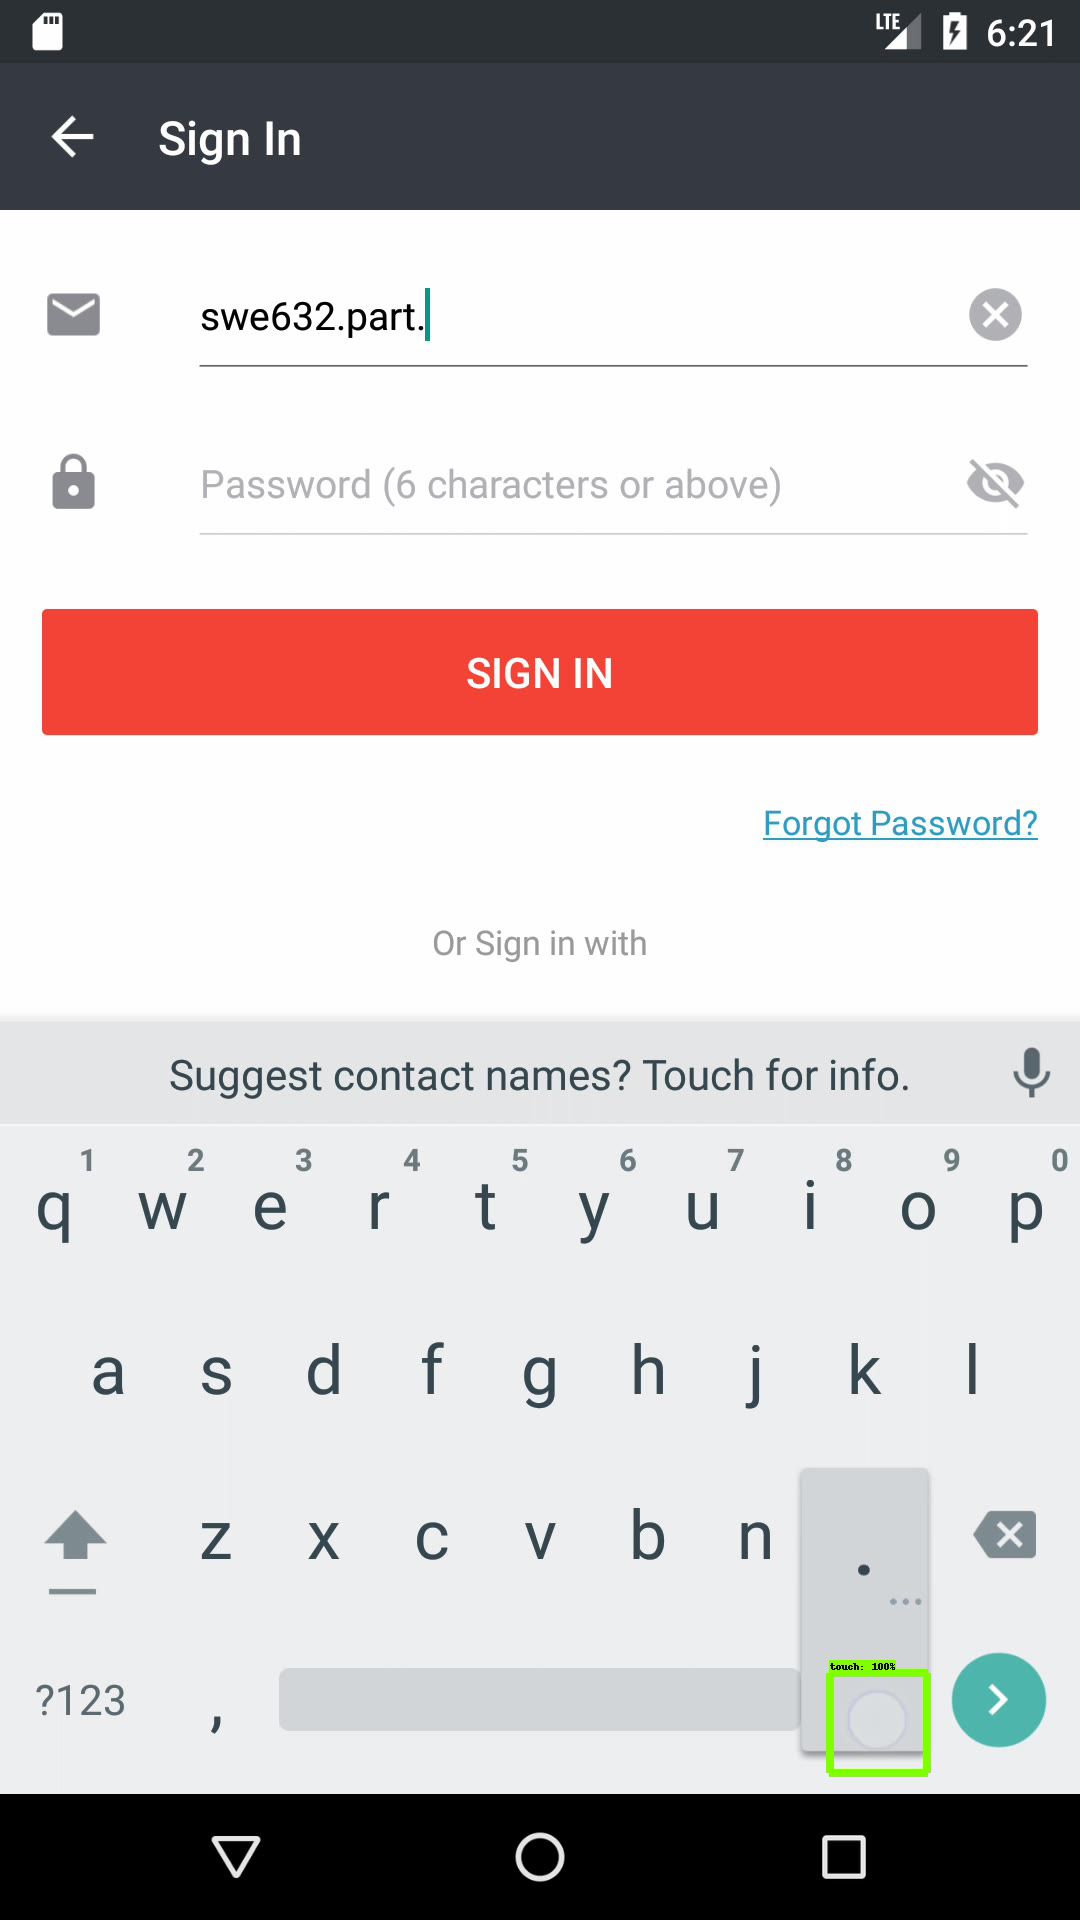 LTE 6:21
Sign In
swe632.part.
Password (6 characters or above)
SIGN IN
Forgot Password?
Or Sign in with
Suggest contact names? Touch for info.
1 2 3 4 5 6 7 8 9 0
q w e r t y u i o p
a s d f g h j k l
z x c v b n .
touch: 100%
?123 ,